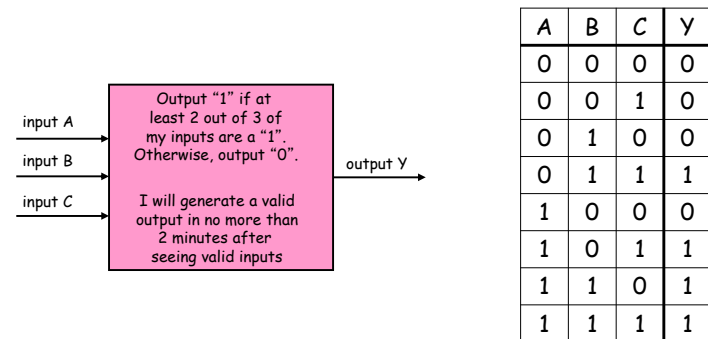 input A
input B
input C
Output “1” if at
least 2 out of 3 of
my inputs are a “1”.
Otherwise, output “0”.
I will generate a valid
output in no more than
2 minutes after
seeing valid inputs
output Y
A B C Y
0 0 0 0
0 0 1 0
0 1 0 0
0 1 1 1
1 0 0 0
1 0 1 1
1 1 0 1
1 1 1 1